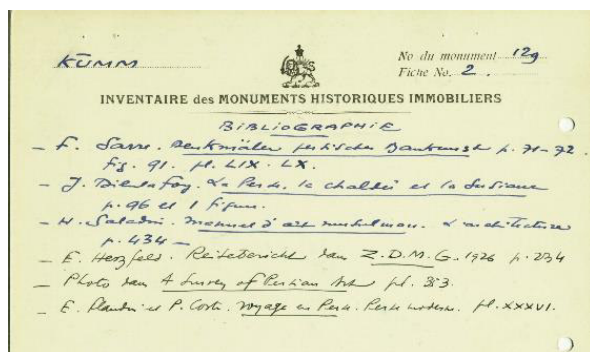 KUMM
No du monument 129
Fiche No. 2.
INVENTAIRE des MONUMENTS HISTORIQUES IMMOBILIERS
BIBLIOGRAPHIE
– F. Sarre. Denkmäler persischer Baukunst p. 71-72
fig. 91. pl. LIX. LX.
– J. Dieulafoy. La Perse. la chaldée et la Susiane
p. 96 et 1 figure.
– H. Saladin. manuel d'art musulman. L'architecture
p. 434 –
– E. Herzfeld. Reisebericht dans Z.D.M.G. 1926 p. 234
– Photo dans A Survey of Persian Art pl. 353
– E. Flandin et P. Coste. Voyage en Perse. Perse moderne. pl. XXXVI.